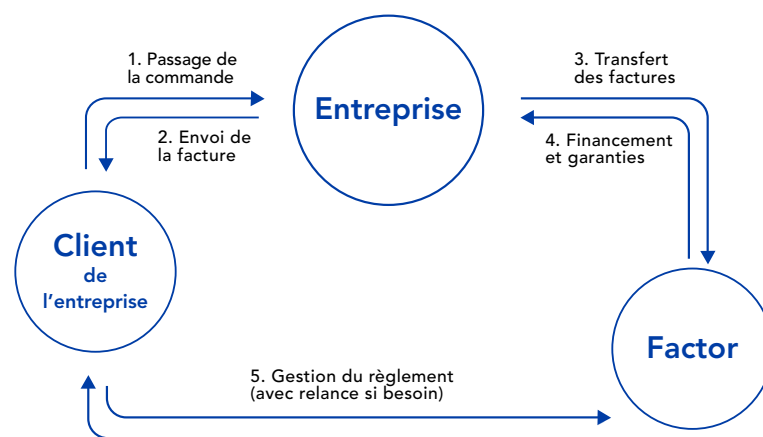 1. Passage de
la commande
Entreprise
3. Transfert
des factures
2. Envoi de
la facture
4. Financement
et garanties
Client
de
l'entreprise
Factor
5. Gestion du règlement
(avec relance si besoin)